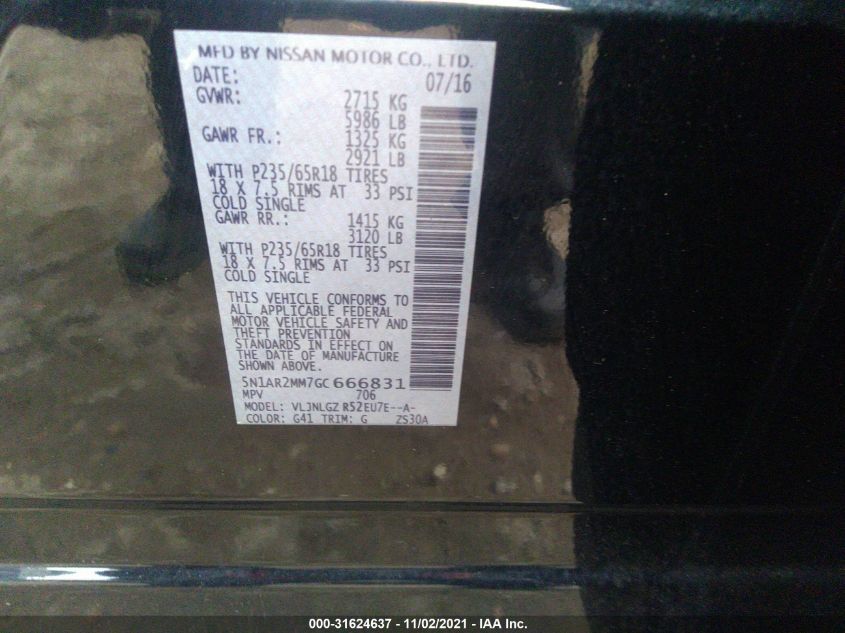 MFD BY NISSAN MOTOR CO., LTD.
DATE: 07/16
GVWR: 2715 KG
5986 LB
GAWR FR.: 1325 KG
2921 LB
WITH P235/65R18 TIRES
18 X 7.5 RIMS AT 33 PSI
COLD SINGLE
GAWR RR.: 1415 KG
3120 LB
WITH P235/65R18 TIRES
18 X 7.5 RIMS AT 33 PSI
COLD SINGLE
THIS VEHICLE CONFORMS TO
ALL APPLICABLE FEDERAL
MOTOR VEHICLE SAFETY AND
THEFT PREVENTION
STANDARDS IN EFFECT ON
THE DATE OF MANUFACTURE
SHOWN ABOVE.
5N1AR2MM7GC 666831
MPV 706
MODEL: VLJNLGZ R52EU7E--A-
COLOR: G41 TRIM: G ZS30A
000-31624637 - 11/02/2021 - IAA Inc.